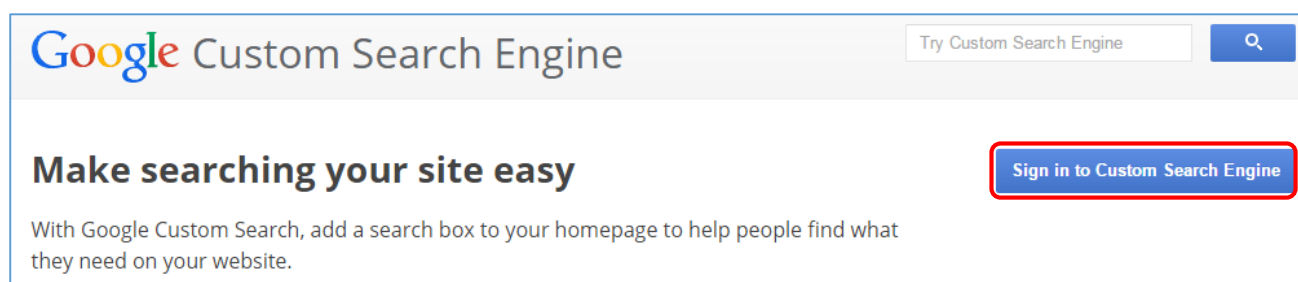 Google Custom Search Engine
Try Custom Search Engine
Make searching your site easy
Sign in to Custom Search Engine
With Google Custom Search, add a search box to your homepage to help people find what
they need on your website.